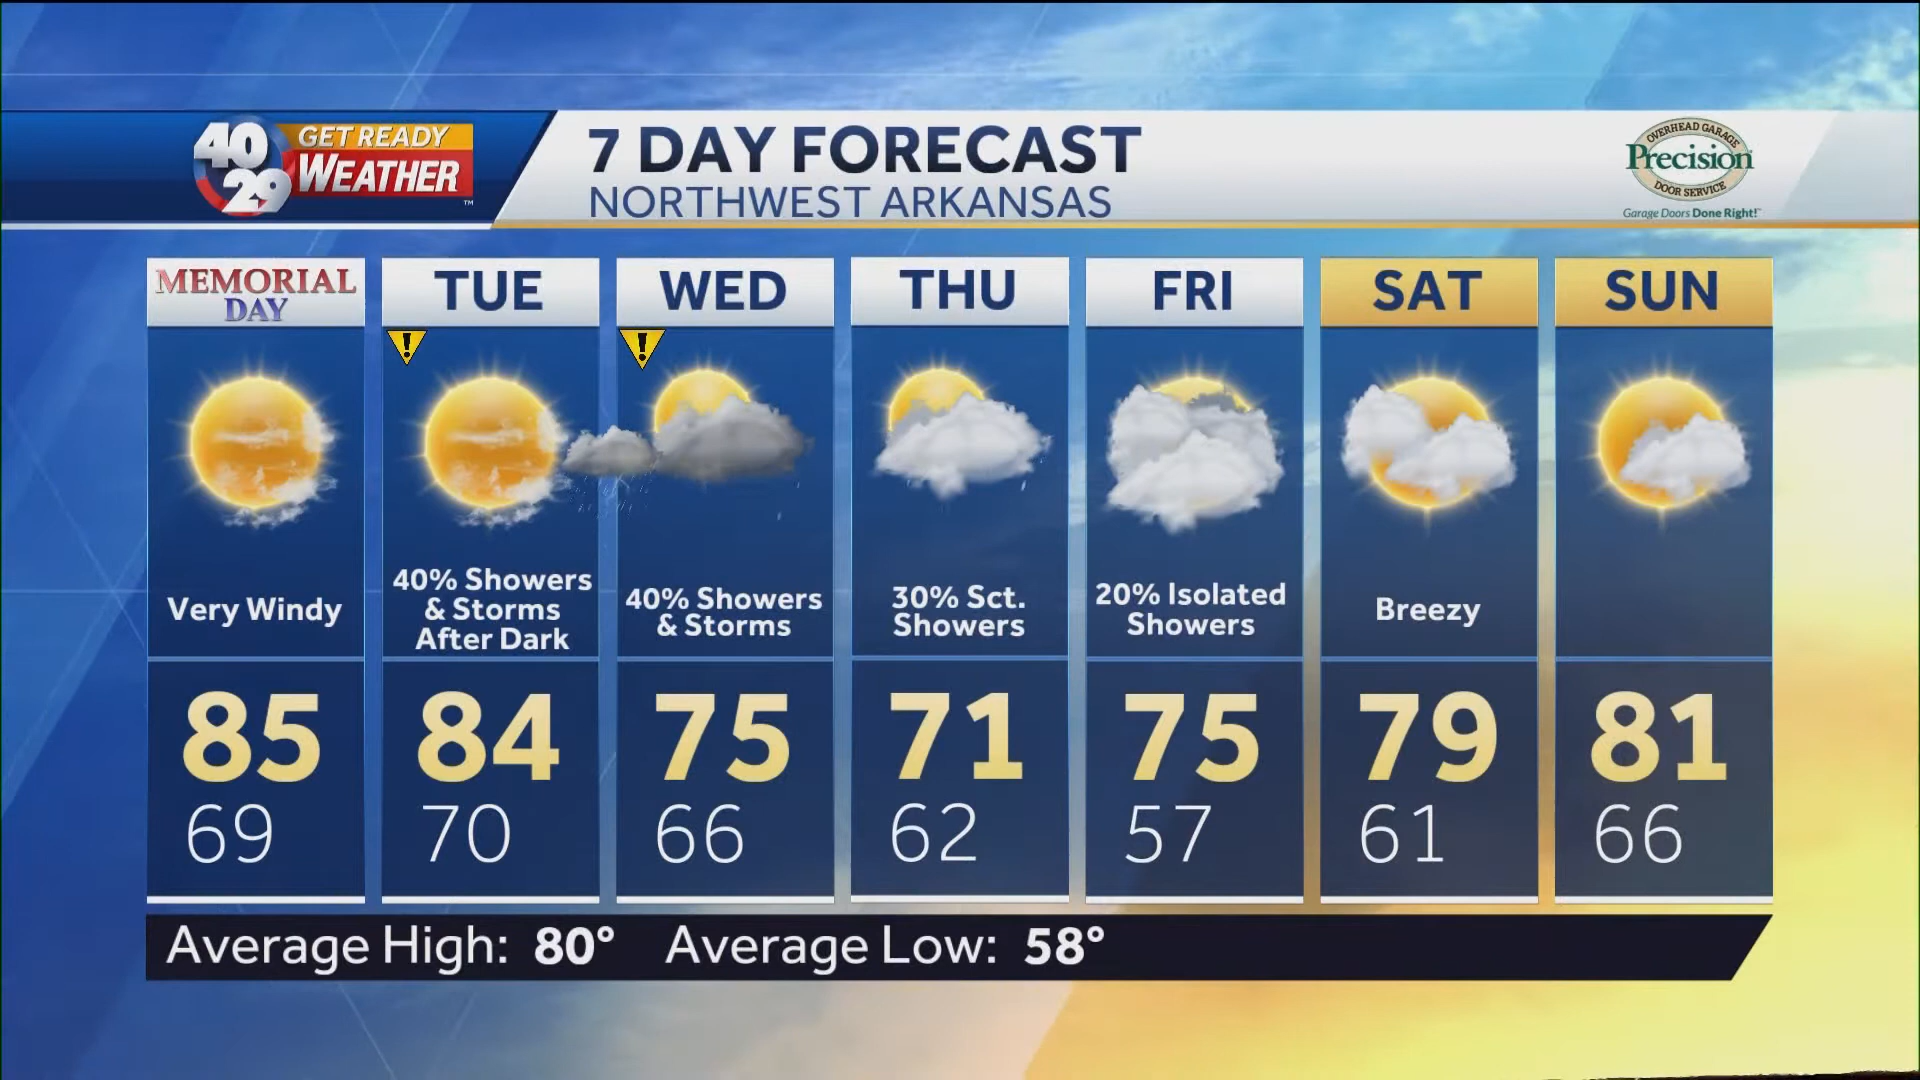 40
29
GET READY
WEATHER
™
7 DAY FORECAST
NORTHWEST ARKANSAS
OVERHEAD GARAGE
Precision
DOOR SERVICE
Garage Doors Done Right!
MEMORIAL
DAY
TUE
WED
THU
FRI
SAT
SUN
!
!
Very Windy
40% Showers
& Storms
After Dark
40% Showers
& Storms
30% Sct.
Showers
20% Isolated
Showers
Breezy
85
84
75
71
75
79
81
69
70
66
62
57
61
66
Average High: 80° Average Low: 58°